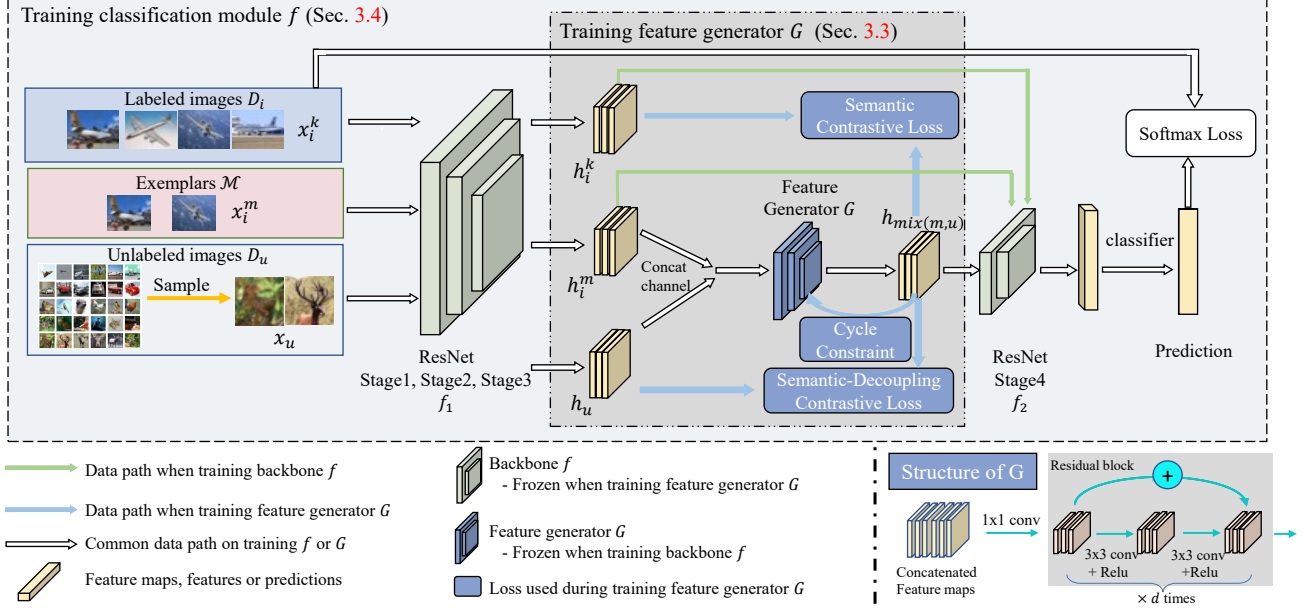 Training classification module f (Sec. 3.4)
Training feature generator G (Sec. 3.3)
Labeled images D_i
x_i^k
Exemplars ℳ
x_i^m
Unlabeled images D_u
Sample
x_u
ResNet
Stage1, Stage2, Stage3
f_1
h_i^k
h_i^m
h_u
Concat
channel
Semantic
Contrastive Loss
Feature
Generator G
h_{mix(m,u)}
Cycle
Constraint
Semantic-Decoupling
Contrastive Loss
ResNet
Stage4
f_2
classifier
Softmax Loss
Prediction
Data path when training backbone f
Data path when training feature generator G
Common data path on training f or G
Feature maps, features or predictions
Backbone f
- Frozen when training feature generator G
Feature generator G
- Frozen when training backbone f
Loss used during training feature generator G
Structure of G
Concatenated
Feature maps
1x1 conv
Residual block
+
3x3 conv
+ Relu
3x3 conv
+Relu
× d times